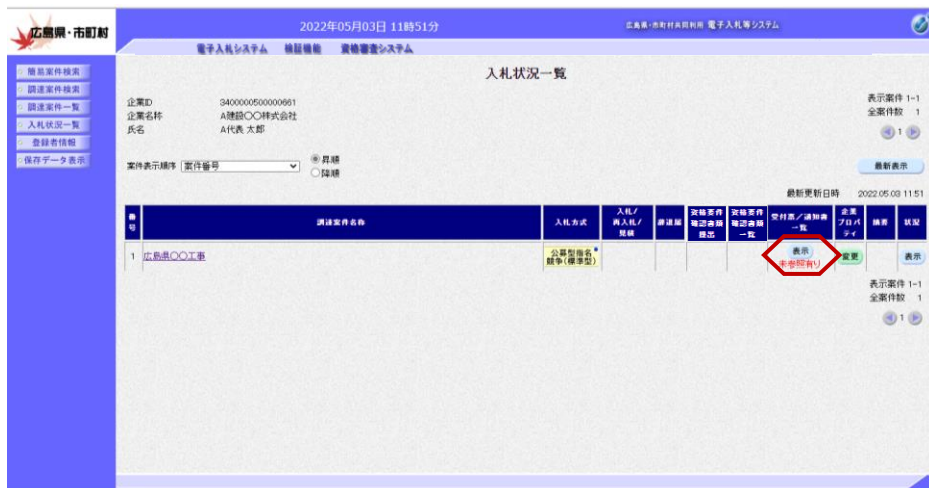 広島県・市町村
2022年05月03日 11時51分
広島県・市町村共同利用 電子入札等システム
電子入札システム 検証機能 資格審査システム
簡易案件検索
調達案件検索
調達案件一覧
入札状況一覧
登録者情報
保存データ表示
入札状況一覧
企業ID 3400000500000661
企業名称 A建設〇〇株式会社
氏名 A代表 太郎
表示案件 1-1
全案件数 1
1
案件表示順序 案件番号
昇順
降順
最新表示
最新更新日時 2022.05.03 11:51
番号
調達案件名称
入札方式
入札/再入札/見積
辞退届
資格要件確認書類提出
資格要件確認書類一覧
受付票/通知書一覧
企業プロパティ
摘要
状況
1 広島県〇〇工事
公募型指名競争(標準型)
表示
未参照有り
変更
表示
表示案件 1-1
全案件数 1
1